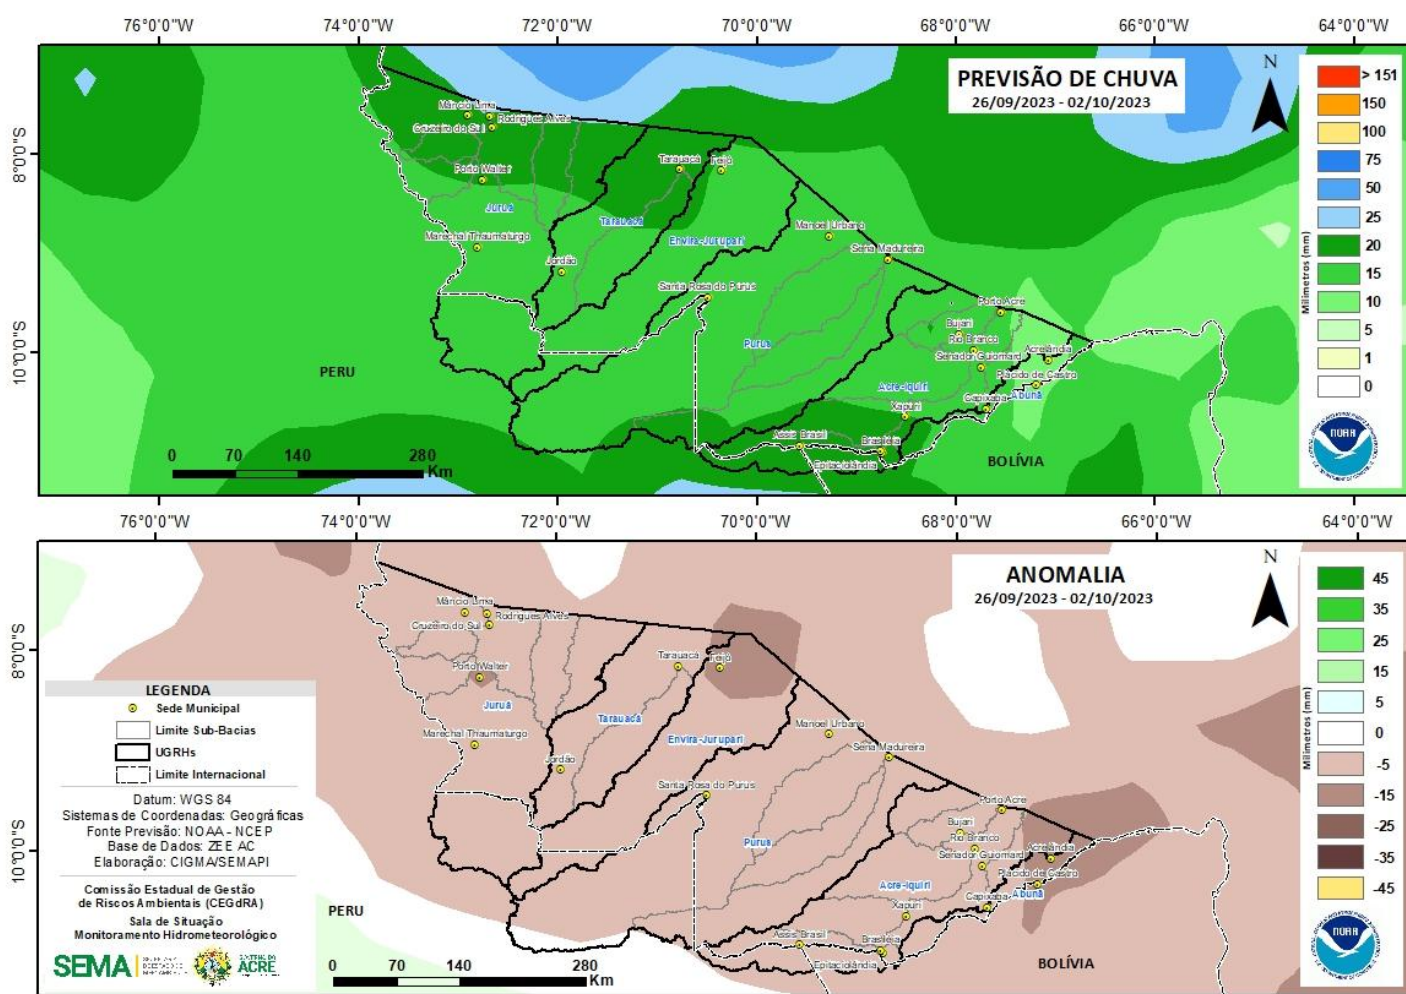 76°0'0"W 74°0'0"W 72°0'0"W 70°0'0"W 68°0'0"W 66°0'0"W 64°0'0"W
PREVISÃO DE CHUVA
26/09/2023 - 02/10/2023
N
> 151
150
100
75
50
25
20
15
10
5
1
0
Milímetros (mm)
8°0'0"S
10°0'0"S
Mâncio Lima
Rodrigues Alves
Cruzeiro do Sul
Porto Walter
Juruá
Marechal Thaumaturgo
Tarauacá
Feijó
Tarauacá
Envira-Jurupari
Jordão
Manoel Urbano
Sena Madureira
Santa Rosa do Purus
Purus
Porto Acre
Bujari
Rio Branco
Senador Guiomard
Acrelândia
Plácido de Castro
Acre-Iquiri
Abunã
Capixaba
Xapuri
Assis Brasil
Brasiléia
Epitaciolândia
PERU
BOLÍVIA
0 70 140 280
Km
NOAA
76°0'0"W 74°0'0"W 72°0'0"W 70°0'0"W 68°0'0"W 66°0'0"W 64°0'0"W
ANOMALIA
26/09/2023 - 02/10/2023
N
45
35
25
15
5
0
-5
-15
-25
-35
-45
Milímetros (mm)
8°0'0"S
10°0'0"S
Mâncio Lima
Rodrigues Alves
Cruzeiro do Sul
Porto Walter
Juruá
Marechal Thaumaturgo
Tarauacá
Feijó
Tarauacá
Envira-Jurupari
Jordão
Manoel Urbano
Sena Madureira
Santa Rosa do Purus
Purus
Porto Acre
Bujari
Rio Branco
Senador Guiomard
Acrelândia
Plácido de Castro
Acre-Iquiri
Abunã
Capixaba
Xapuri
Assis Brasil
Brasiléia
Epitaciolândia
PERU
BOLÍVIA
0 70 140 280
Km
NOAA
LEGENDA
Sede Municipal
Limite Sub-Bacias
UGRHs
Limite Internacional
Datum: WGS 84
Sistemas de Coordenadas: Geográficas
Fonte Previsão: NOAA - NCEP
Base de Dados: ZEE AC
Elaboração: CIGMA/SEMAPI
Comissão Estadual de Gestão
de Riscos Ambientais (CEGdRA)
Sala de Situação
Monitoramento Hidrometeorológico
SEMA
GOVERNO DO
ACRE